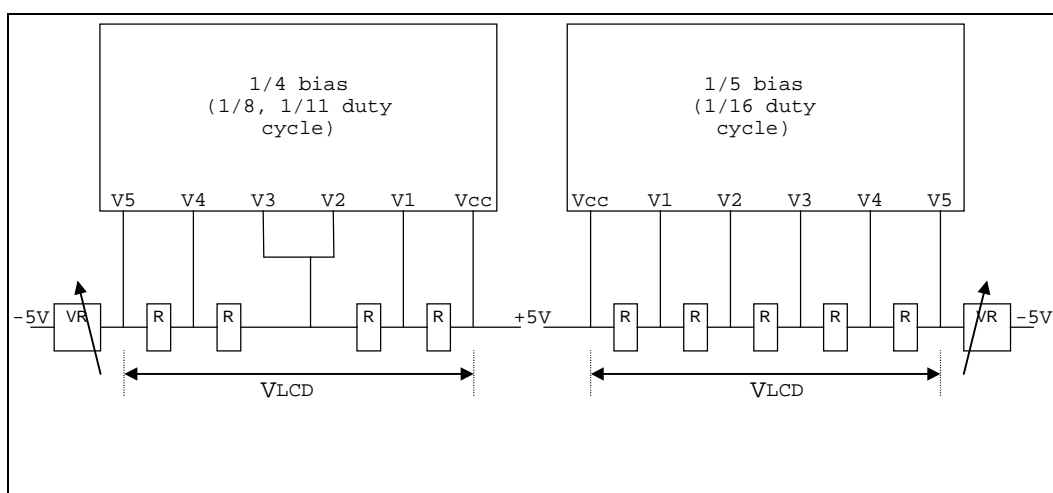 1/4 bias
(1/8, 1/11 duty
cycle)
V5 V4 V3 V2 V1 Vcc
1/5 bias
(1/16 duty
cycle)
Vcc V1 V2 V3 V4 V5
-5V VR R R R R +5V R R R R R VR -5V
VLCD VLCD